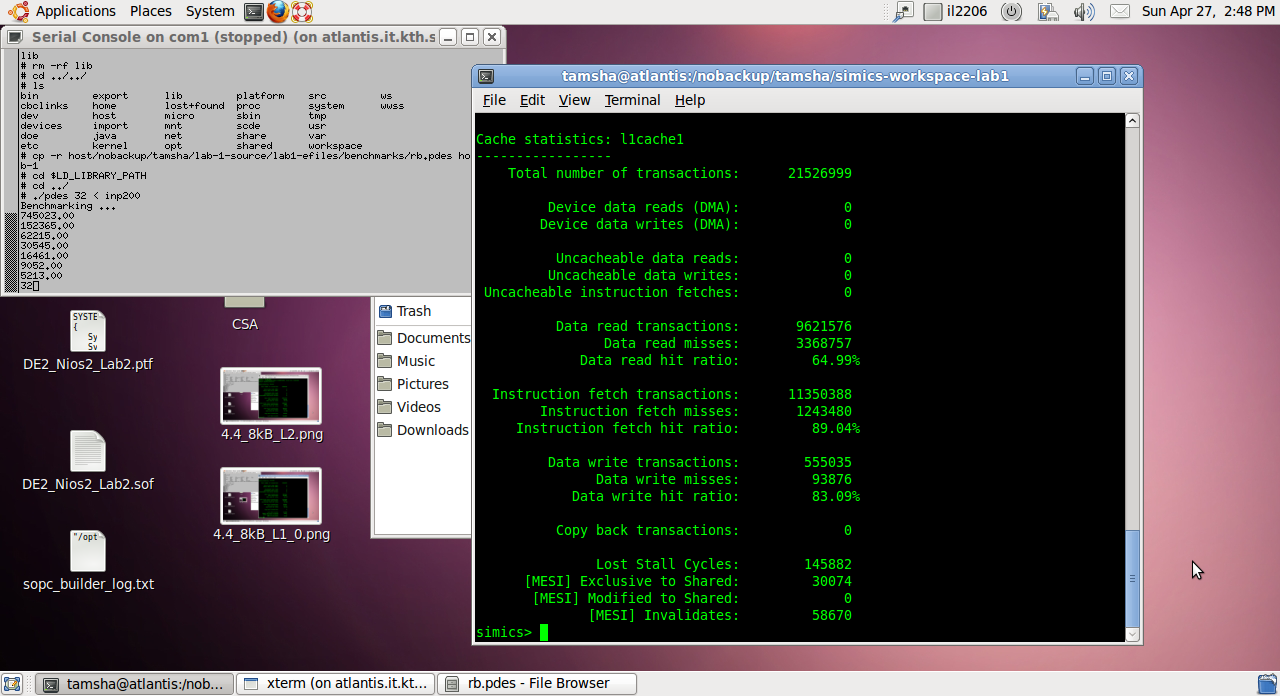 Applications Places System
il2206
Sun Apr 27, 2:48 PM
Serial Console on com1 (stopped) (on atlantis.it.kth.s
lib
# rm -rf lib
# cd ../../
# ls
bin export lib platform src ws
cbclinks home lost+found proc system wwss
dev host micro sbin tmp
devices import mnt scde usr
doe java net share var
etc kernel opt shared workspace
# cp -r host/nobackup/tamsha/lab-1-source/lab1-efiles/benchmarks/rb.pdes ho
b-1
# cd $LD_LIBRARY_PATH
# cd ../
# ./pdes 32 < inp200
Benchmarking ...
745023.00
152365.00
62215.00
30545.00
16461.00
9052.00
5213.00
32
tamsha@atlantis:/nobackup/tamsha/simics-workspace-lab1
File Edit View Terminal Help
Cache statistics: l1cache1
-----------------
Total number of transactions: 21526999
Device data reads (DMA): 0
Device data writes (DMA): 0
Uncacheable data reads: 0
Uncacheable data writes: 0
Uncacheable instruction fetches: 0
Data read transactions: 9621576
Data read misses: 3368757
Data read hit ratio: 64.99%
Instruction fetch transactions: 11350388
Instruction fetch misses: 1243480
Instruction fetch hit ratio: 89.04%
Data write transactions: 555035
Data write misses: 93876
Data write hit ratio: 83.09%
Copy back transactions: 0
Lost Stall Cycles: 145882
[MESI] Exclusive to Shared: 30074
[MESI] Modified to Shared: 0
[MESI] Invalidates: 58670
simics>
Trash
Documents
Music
Pictures
Videos
Downloads
CSA
SYSTE
{
Sy
Sv
DE2_Nios2_Lab2.ptf
4.4_8kB_L2.png
DE2_Nios2_Lab2.sof
4.4_8kB_L1_0.png
"/opt
sopc_builder_log.txt
tamsha@atlantis:/nob...
xterm (on atlantis.it.kt...
rb.pdes - File Browser